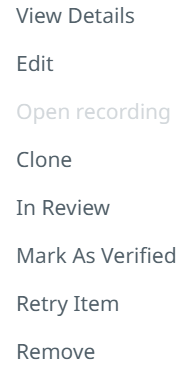 View Details
Edit
Open recording
Clone
In Review
Mark As Verified
Retry Item
Remove